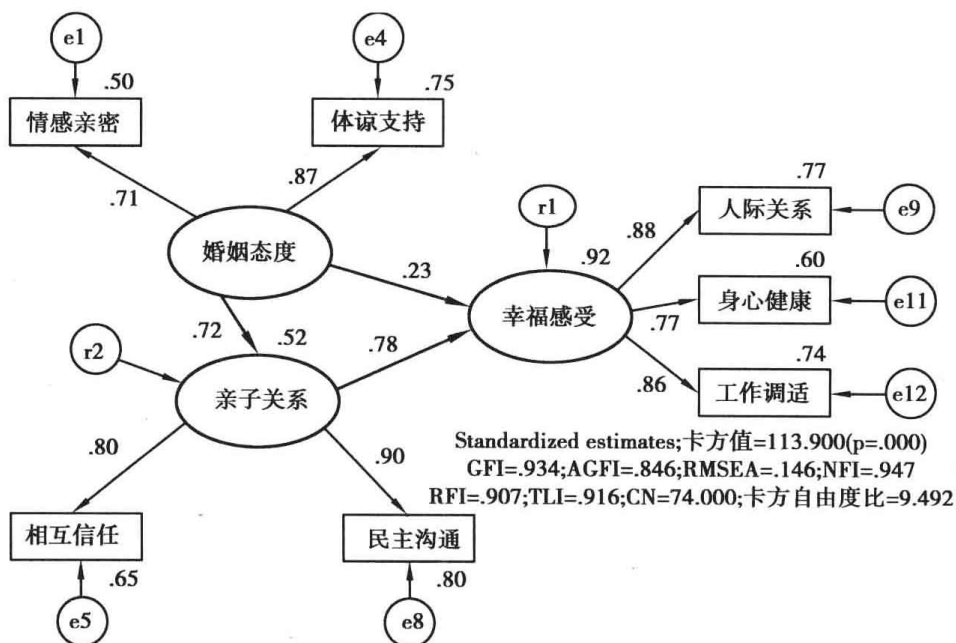 e1
e4
.50
.75
情感亲密
体谅支持
.77
.87
r1
人际关系
e9
.71
.88
婚姻态度
.92
.60
.23
幸福感受
身心健康
e11
.77
.72
.52
.78
r2
.74
亲子关系
.86
工作调适
e12
.80
.90
Standardized estimates;卡方值=113.900(p=.000)
GFI=.934;AGFI=.846;RMSEA=.146;NFI=.947
RFI=.907;TLI=.916;CN=74.000;卡方自由度比=9.492
相互信任
民主沟通
.65
.80
e5
e8